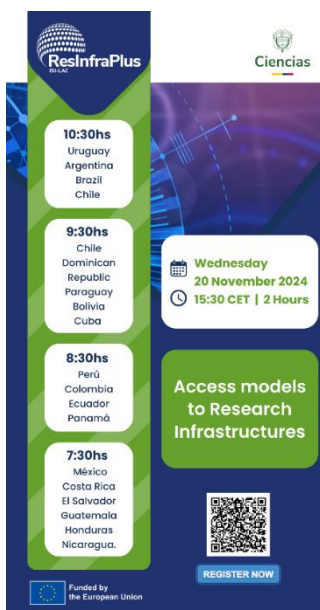 ResInfraPlus
EU-LAC
Ciencias
10:30hs
Uruguay
Argentina
Brazil
Chile
9:30hs
Chile
Dominican
Republic
Paraguay
Bolivia
Cuba
8:30hs
Perú
Colombia
Ecuador
Panamá
7:30hs
México
Costa Rica
El Salvador
Guatemala
Honduras
Nicaragua.
Wednesday
20 November 2024
15:30 CET | 2 Hours
Access models
to Research
Infrastructures
REGISTER NOW
Funded by
the European Union